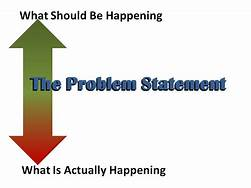 What Should Be Happening
The Problem Statement
What Is Actually Happening